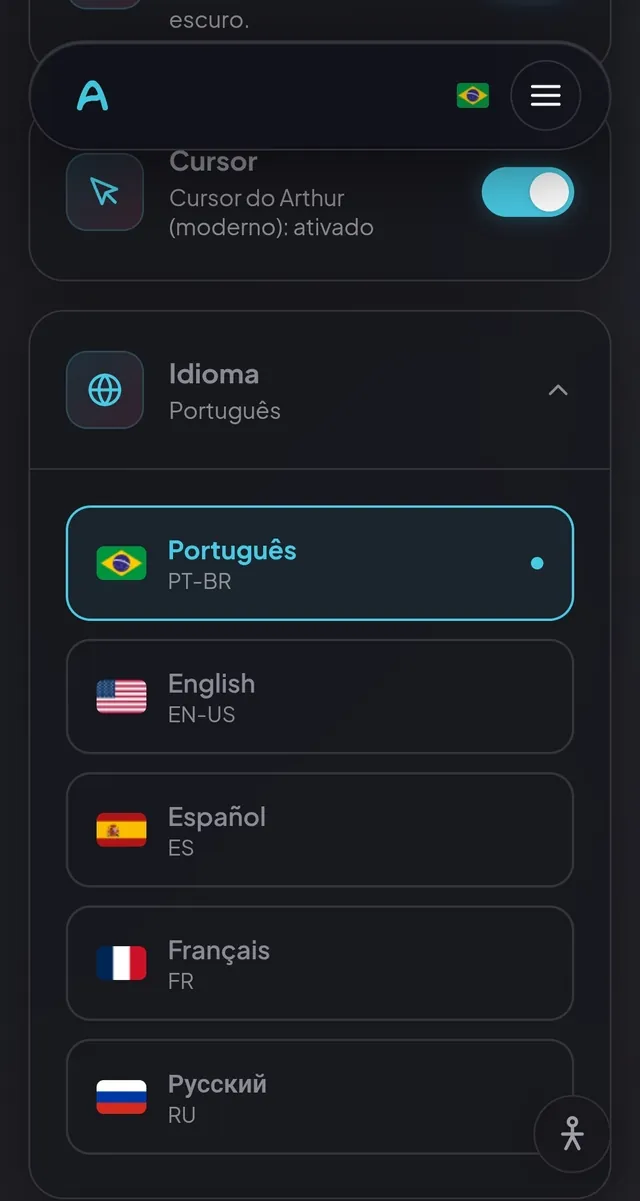 escuro.
Cursor
Cursor do Arthur
(moderno): ativado
Idioma
Português
Português
PT-BR
English
EN-US
Español
ES
Français
FR
Русский
RU